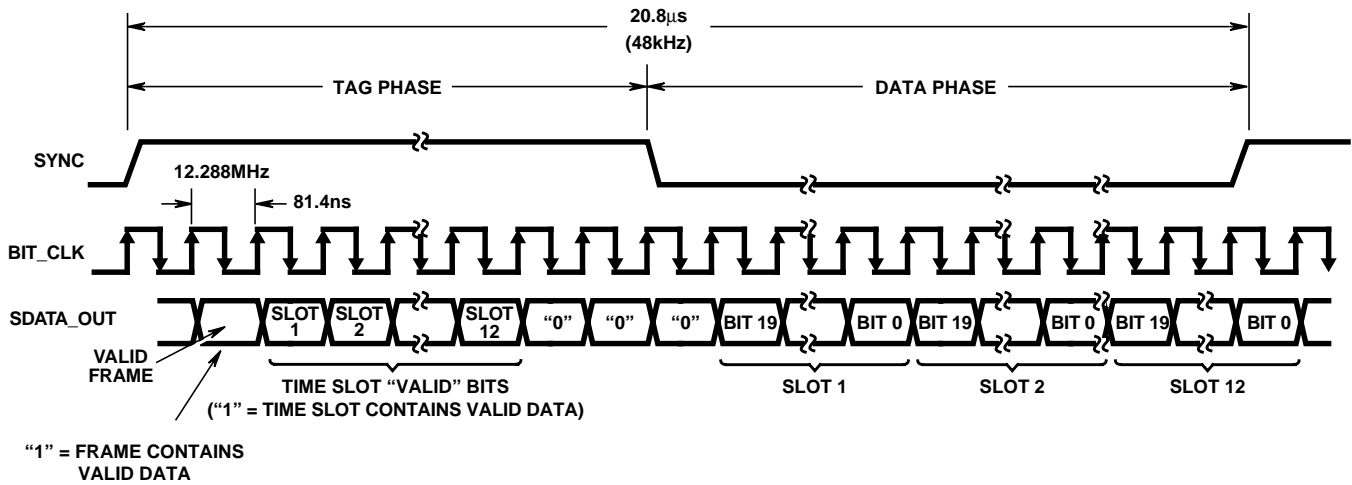 20.8µs
(48kHz)
TAG PHASE
DATA PHASE
SYNC
12.288MHz
81.4ns
BIT_CLK
SDATA_OUT
SLOT
1
SLOT
2
SLOT
12
“0”
“0”
“0”
BIT 19
BIT 0
BIT 19
BIT 0
BIT 19
BIT 0
VALID
FRAME
TIME SLOT “VALID” BITS
(“1” = TIME SLOT CONTAINS VALID DATA)
SLOT 1
SLOT 2
SLOT 12
“1” = FRAME CONTAINS
VALID DATA